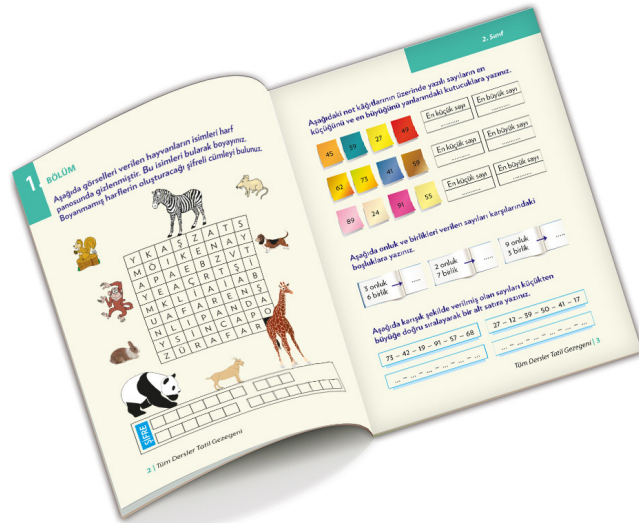 1. BÖLÜM
Aşağıda görselleri verilen hayvanların isimleri harf
panosunda gizlenmiştir. Bu isimleri bularak boyayınız.
Boyanmamış harflerin oluşturacağı şifreli cümleyi bulunuz.
Y K A Ş Z A T S
M Ö İ K E N A Y
A P A E B Z V T
Y E A Ç R T Ş İ
M K L İ A I A B
U A F A R E N Ş
N L I P A N D A
Y S İ N C A P O
Z Ü R A F A R
ŞİFRE
2 | Tüm Dersler Tatil Gezegeni
2. Sınıf
Aşağıdaki not kâğıtlarının üzerinde yazılı sayıların en
küçüğünü ve en büyüğünü yanlarındaki kutucuklara yazınız.
45 59 27 49
En küçük sayı
En büyük sayı
62 73 41 59
En küçük sayı
En büyük sayı
89 24 91 55
En küçük sayı
En büyük sayı
Aşağıda onluk ve birlikleri verilen sayıları karşılarındaki
boşluklara yazınız.
3 onluk
6 birlik
2 onluk
7 birlik
9 onluk
3 birlik
Aşağıda karışık şekilde verilmiş olan sayıları küçükten
büyüğe doğru sıralayarak bir alt satıra yazınız.
73 – 42 – 19 – 91 – 57 – 68
27 – 12 – 39 – 50 – 41 – 17
Tüm Dersler Tatil Gezegeni | 3